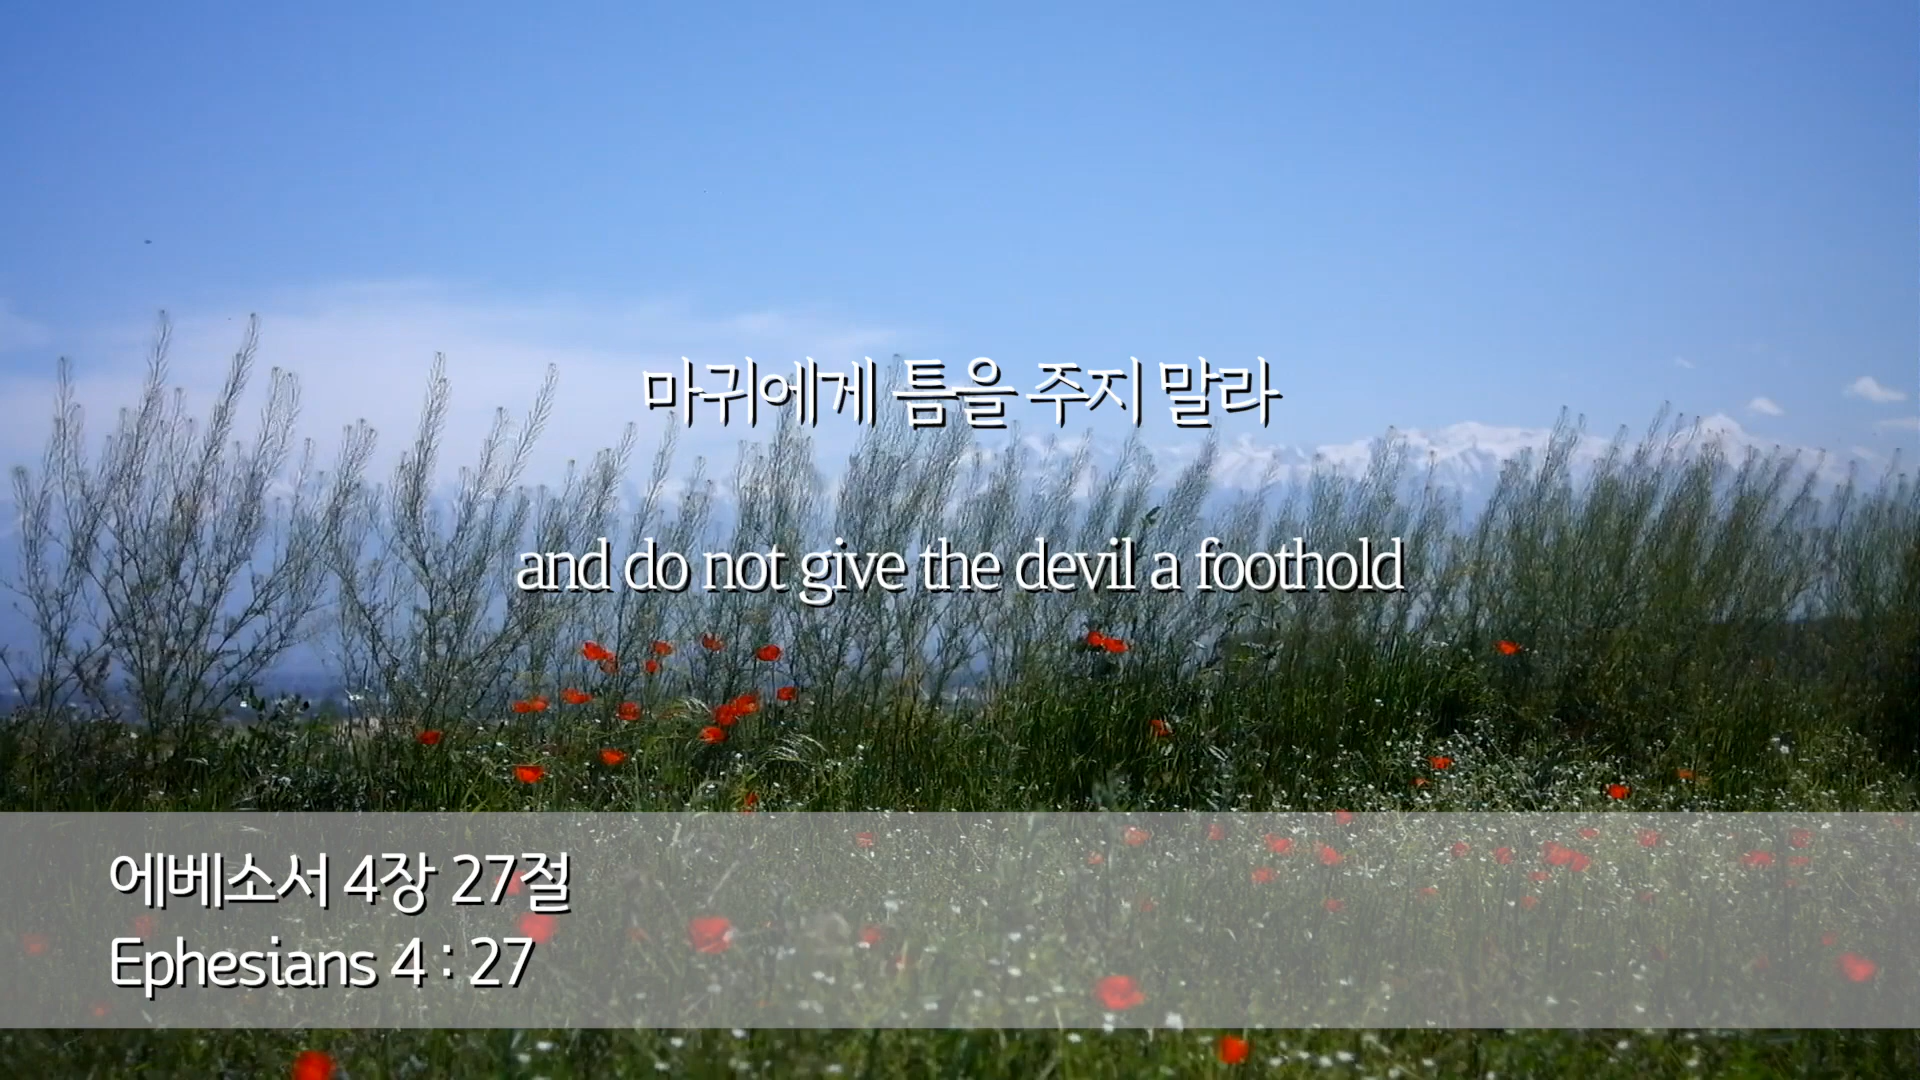 마귀에게 틈을 주지 말라
and do not give the devil a foothold
에베소서 4장 27절
Ephesians 4 : 27